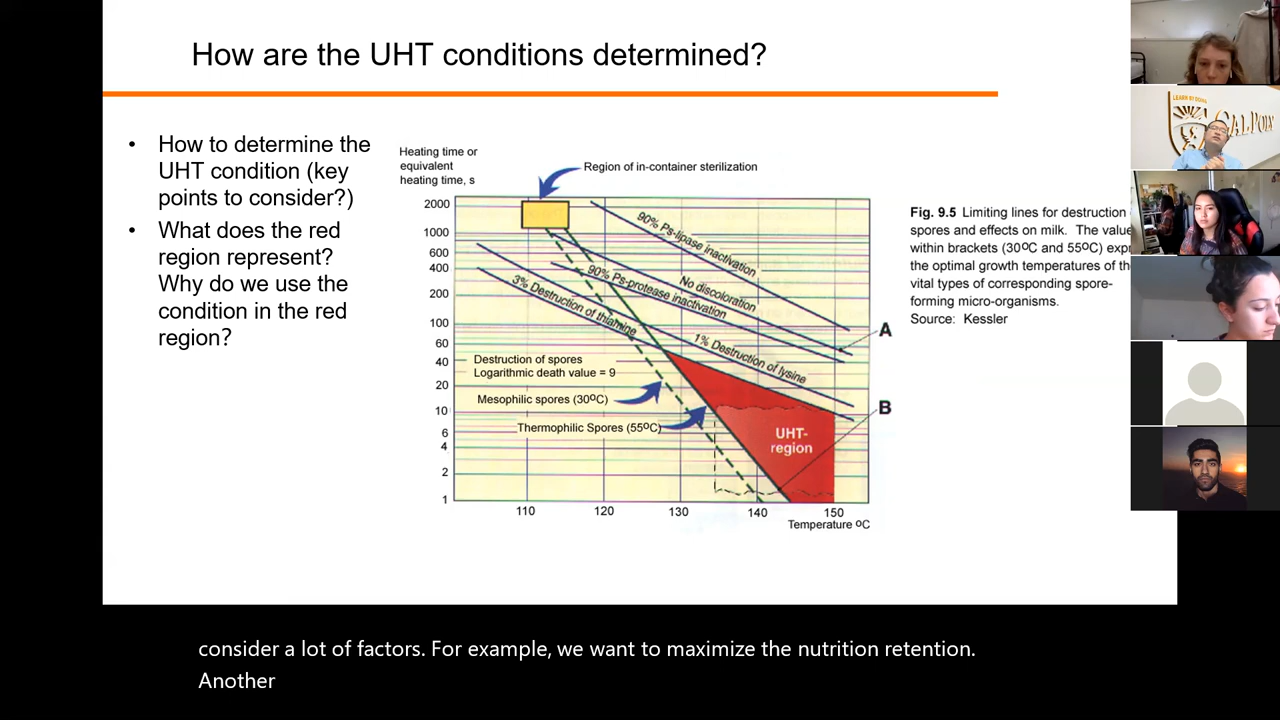 How are the UHT conditions determined?
• How to determine the
UHT condition (key
points to consider?)
• What does the red
region represent?
Why do we use the
condition in the red
region?
Heating time or
equivalent
heating time, s
Region of in-container sterilization
2000
1000
600
400
200
100
60
40
20
10
6
4
2
1
90% Ps-lipase inactivation
No discoloration
90% Ps-protease inactivation
3% Destruction of thiamine
1% Destruction of lysine
A
B
Destruction of spores
Logarithmic death value = 9
Mesophilic spores (30ºC)
Thermophilic Spores (55ºC)
UHT-
region
110
120
130
140
150
Temperature ºC
Fig. 9.5 Limiting lines for destruction
spores and effects on milk. The value
within brackets (30ºC and 55ºC) expr
the optimal growth temperatures of th
vital types of corresponding spore-
forming micro-organisms.
Source: Kessler
LEARN BY DOING
CAL POLY
consider a lot of factors. For example, we want to maximize the nutrition retention.
Another